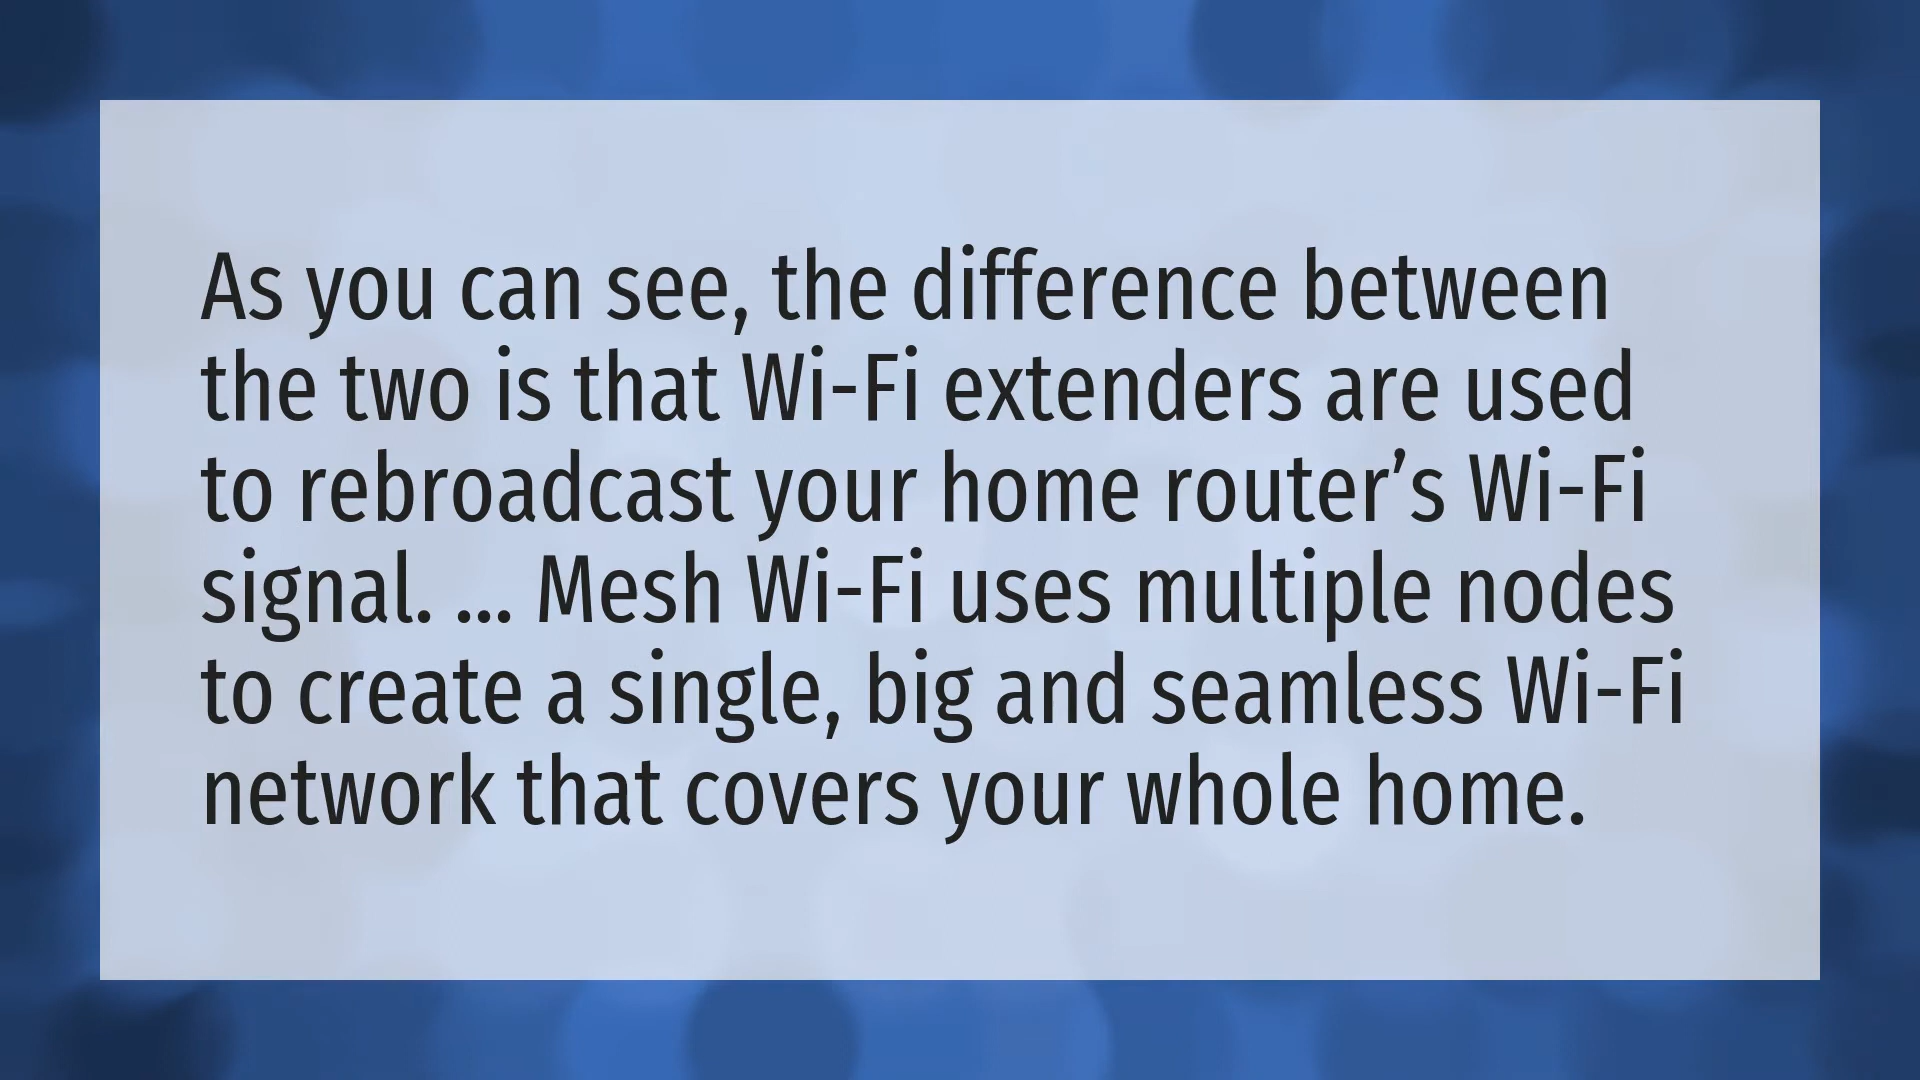 As you can see, the difference between
the two is that Wi-Fi extenders are used
to rebroadcast your home router’s Wi-Fi
signal. ... Mesh Wi-Fi uses multiple nodes
to create a single, big and seamless Wi-Fi
network that covers your whole home.